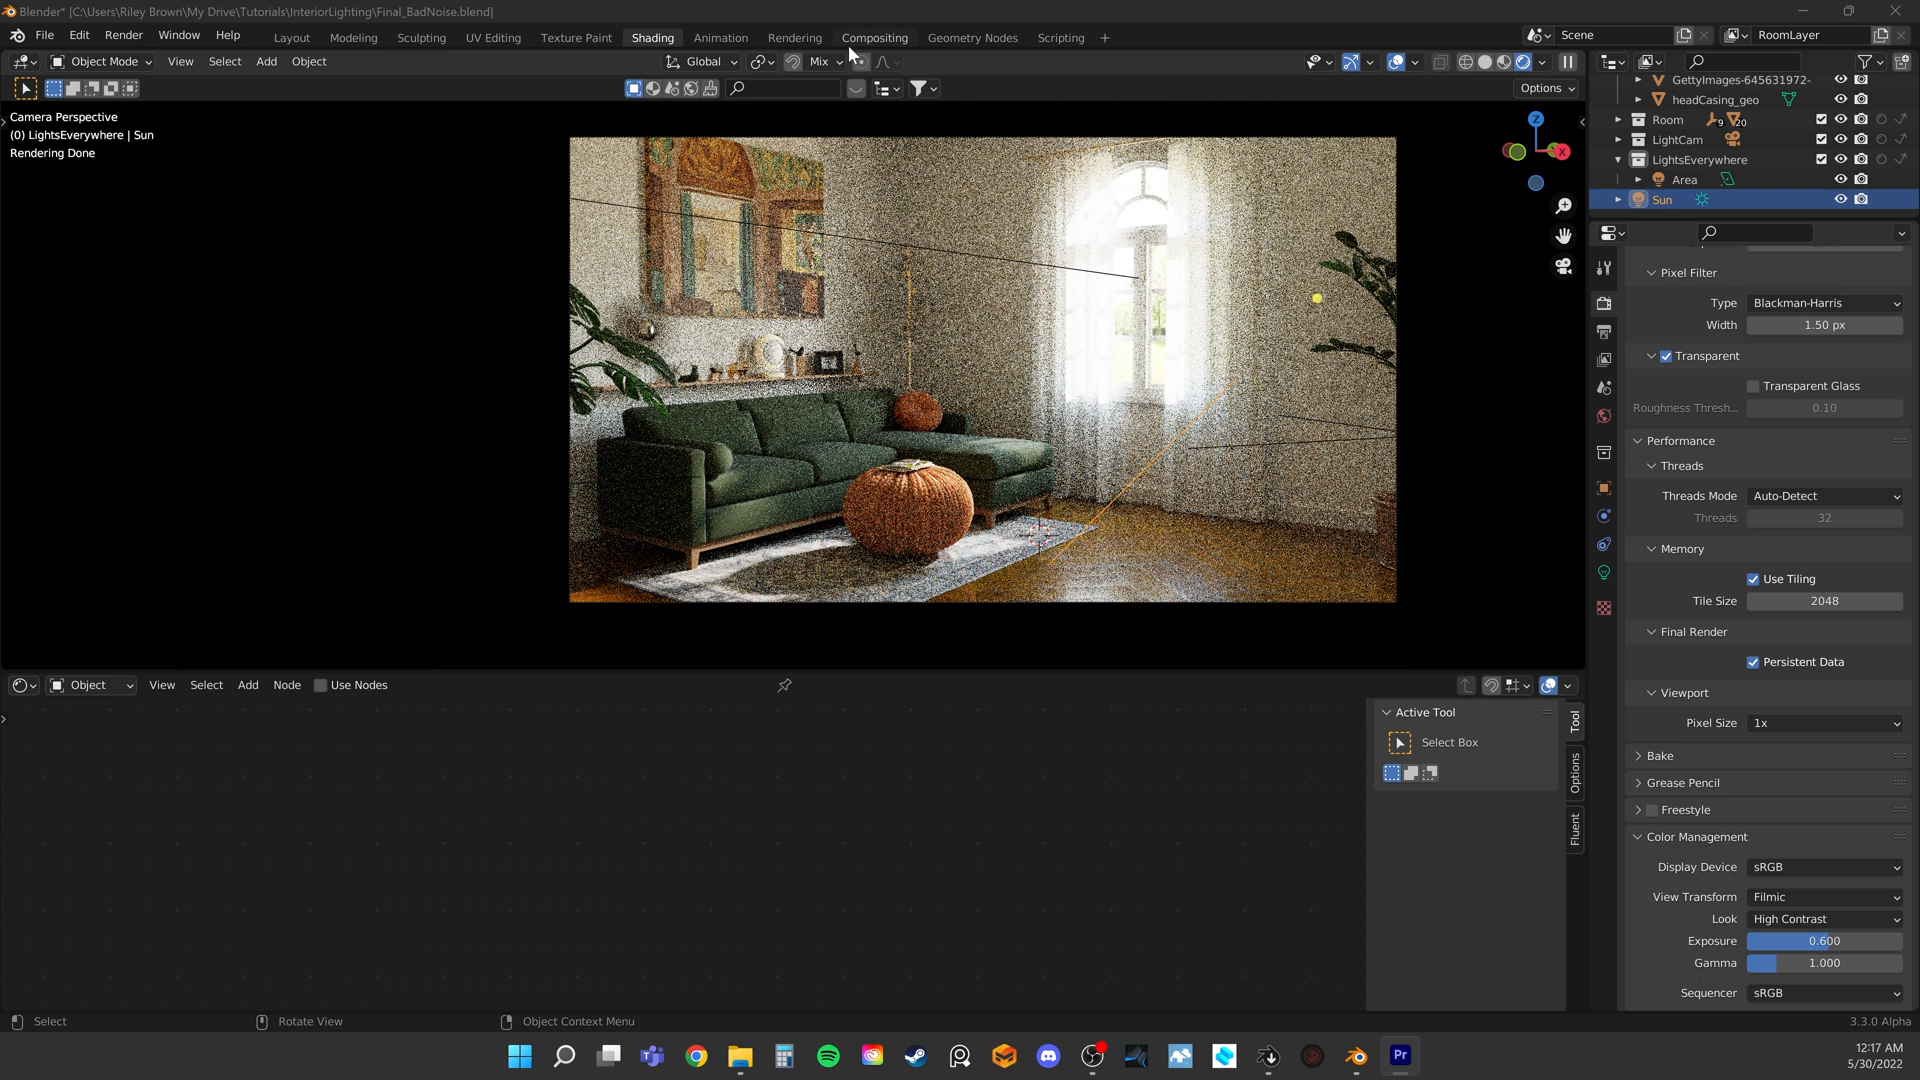 Blender* [C:\Users\Riley Brown\My Drive\Tutorials\InteriorLighting\Final_BadNoise.blend]
File Edit Render Window Help Layout Modeling Sculpting UV Editing Texture Paint Shading Animation Rendering Compositing Geometry Nodes Scripting + Scene RoomLayer
Object Mode View Select Add Object Global Mix
Options
Camera Perspective
(0) LightsEverywhere | Sun
Rendering Done
Z
X
GettyImages-645631972-
headCasing_geo
Room 9 20
LightCam
LightsEverywhere
Area
Sun
Pixel Filter
Type Blackman-Harris
Width 1.50 px
Transparent
Transparent Glass
Roughness Thresh... 0.10
Performance
Threads
Threads Mode Auto-Detect
Threads 32
Memory
Use Tiling
Tile Size 2048
Final Render
Persistent Data
Viewport
Pixel Size 1x
Bake
Grease Pencil
Freestyle
Color Management
Display Device sRGB
View Transform Filmic
Look High Contrast
Exposure 0.600
Gamma 1.000
Sequencer sRGB
Object View Select Add Node Use Nodes
Active Tool
Select Box
Tool
Options
Fluent
Select Rotate View Object Context Menu 3.3.0 Alpha
Pr
12:17 AM
5/30/2022